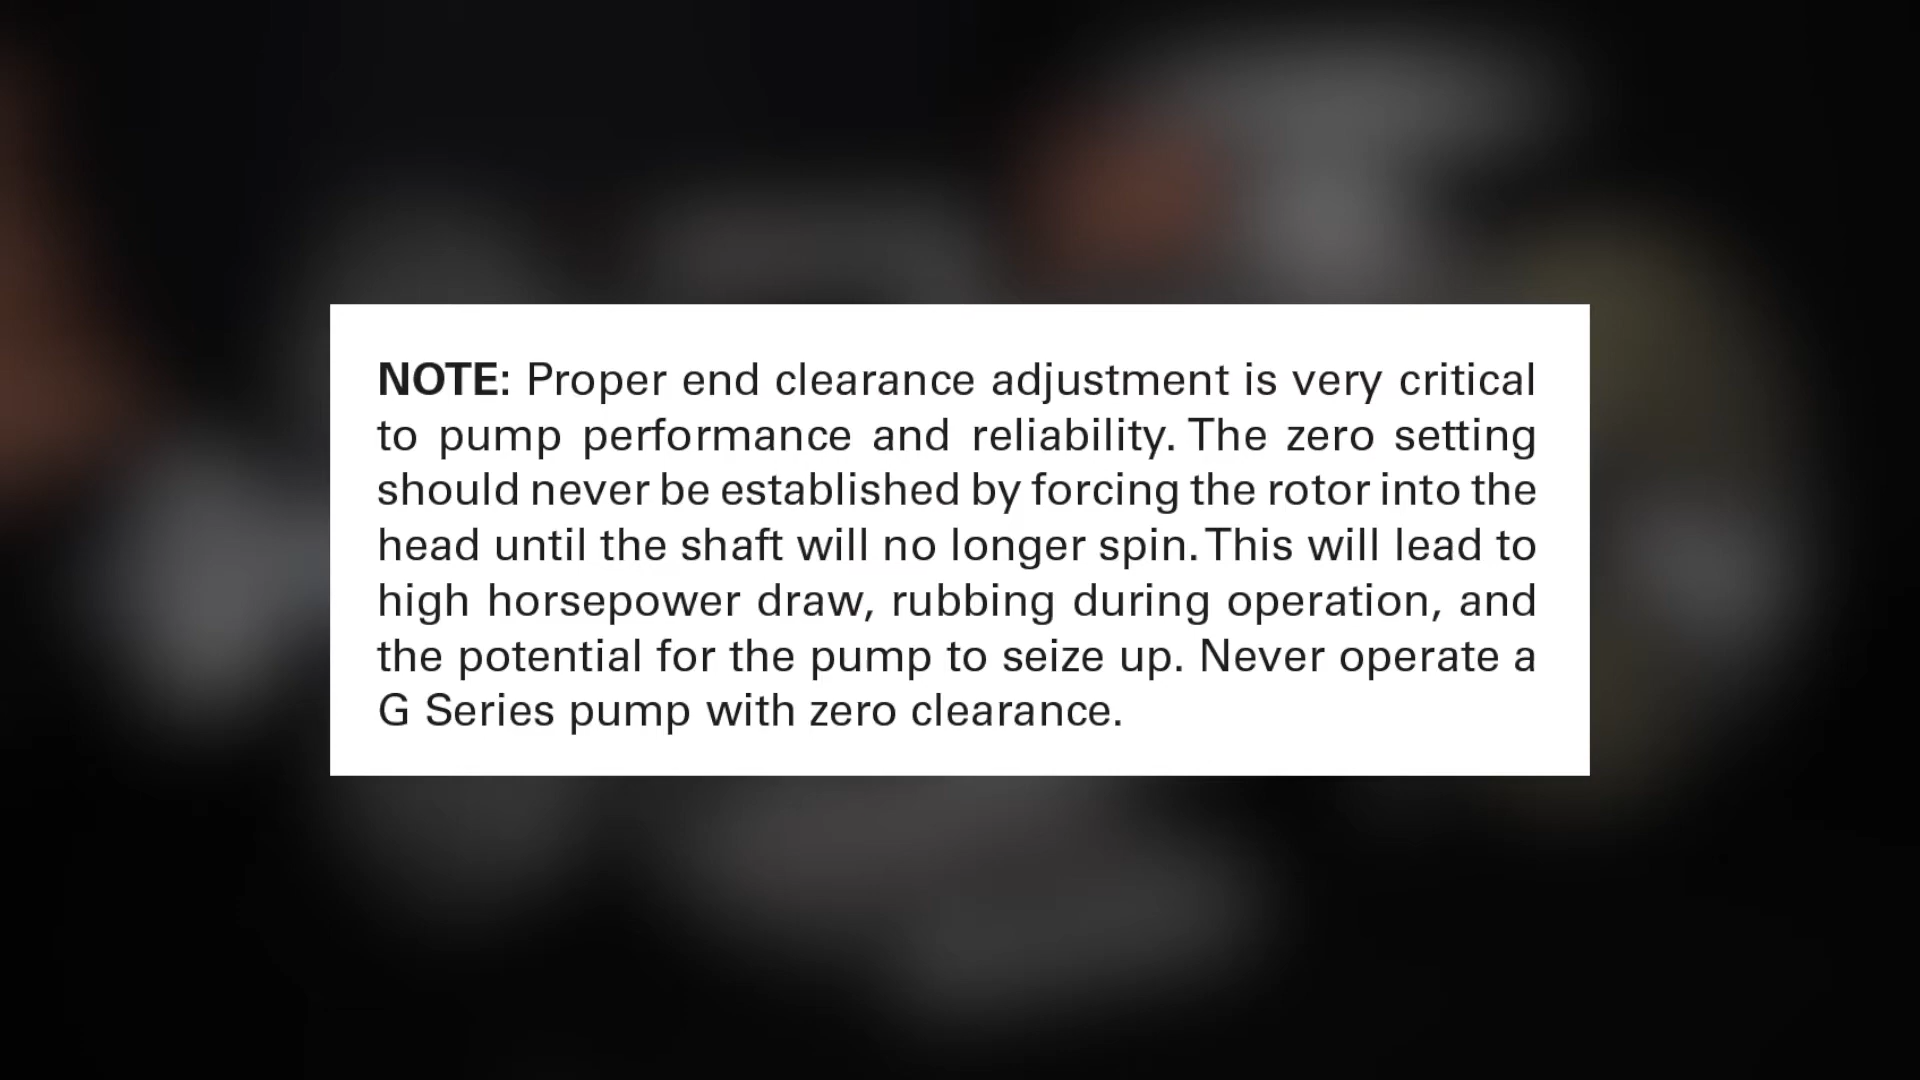 NOTE: Proper end clearance adjustment is very critical
to pump performance and reliability. The zero setting
should never be established by forcing the rotor into the
head until the shaft will no longer spin. This will lead to
high horsepower draw, rubbing during operation, and
the potential for the pump to seize up. Never operate a
G Series pump with zero clearance.